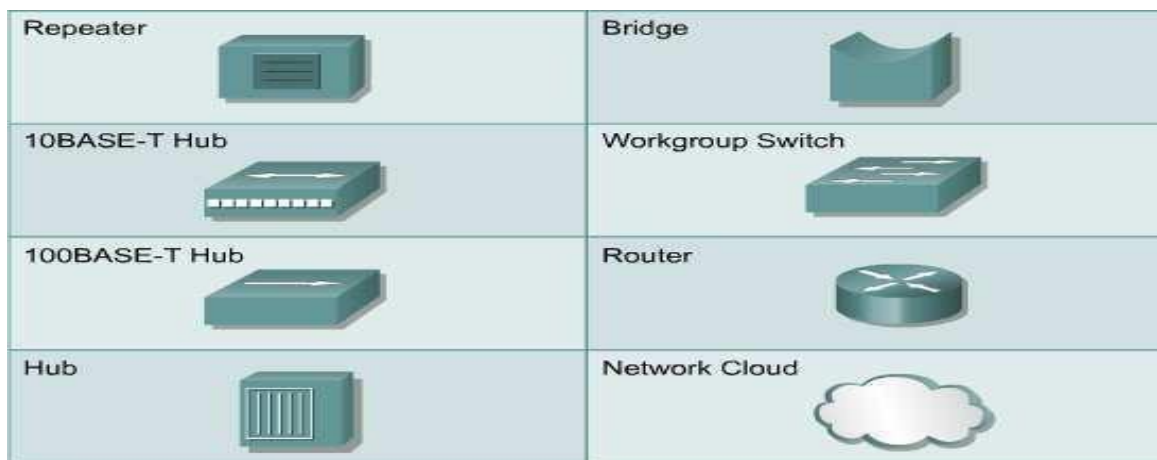 Repeater
Bridge
10BASE-T Hub
Workgroup Switch
100BASE-T Hub
Router
Hub
Network Cloud